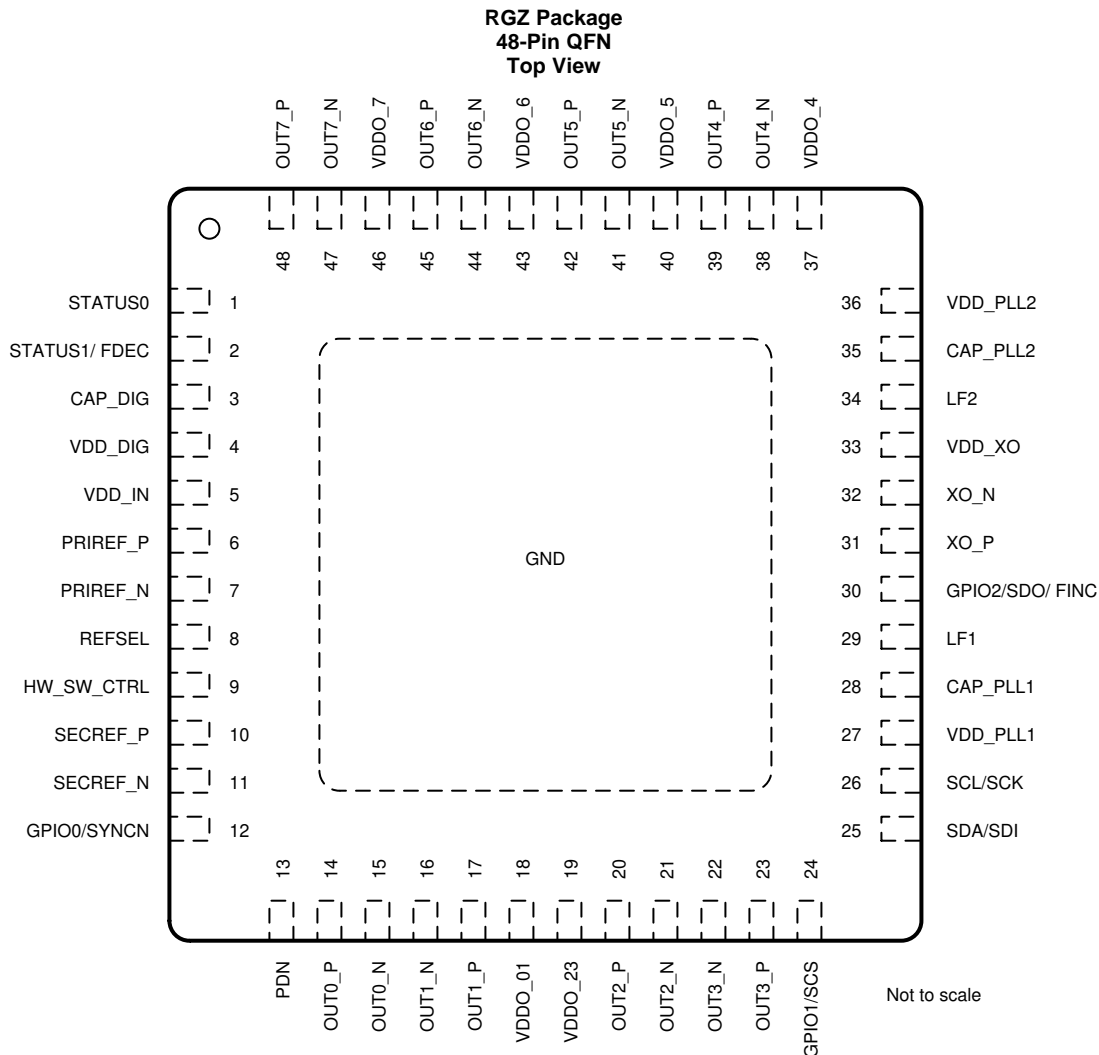 RGZ Package
48-Pin QFN
Top View
OUT7_P
OUT7_N
VDDO_7
OUT6_P
OUT6_N
VDDO_6
OUT5_P
OUT5_N
VDDO_5
OUT4_P
OUT4_N
VDDO_4
48
47
46
45
44
43
42
41
40
39
38
37
STATUS0 1
STATUS1/ FDEC 2
CAP_DIG 3
VDD_DIG 4
VDD_IN 5
PRIREF_P 6
PRIREF_N 7
REFSEL 8
HW_SW_CTRL 9
SECREF_P 10
SECREF_N 11
GPIO0/SYNCN 12
GND
36 VDD_PLL2
35 CAP_PLL2
34 LF2
33 VDD_XO
32 XO_N
31 XO_P
30 GPIO2/SDO/ FINC
29 LF1
28 CAP_PLL1
27 VDD_PLL1
26 SCL/SCK
25 SDA/SDI
13
14
15
16
17
18
19
20
21
22
23
24
PDN
OUT0_P
OUT0_N
OUT1_N
OUT1_P
VDDO_01
VDDO_23
OUT2_P
OUT2_N
OUT3_N
OUT3_P
GPIO1/SCS
Not to scale